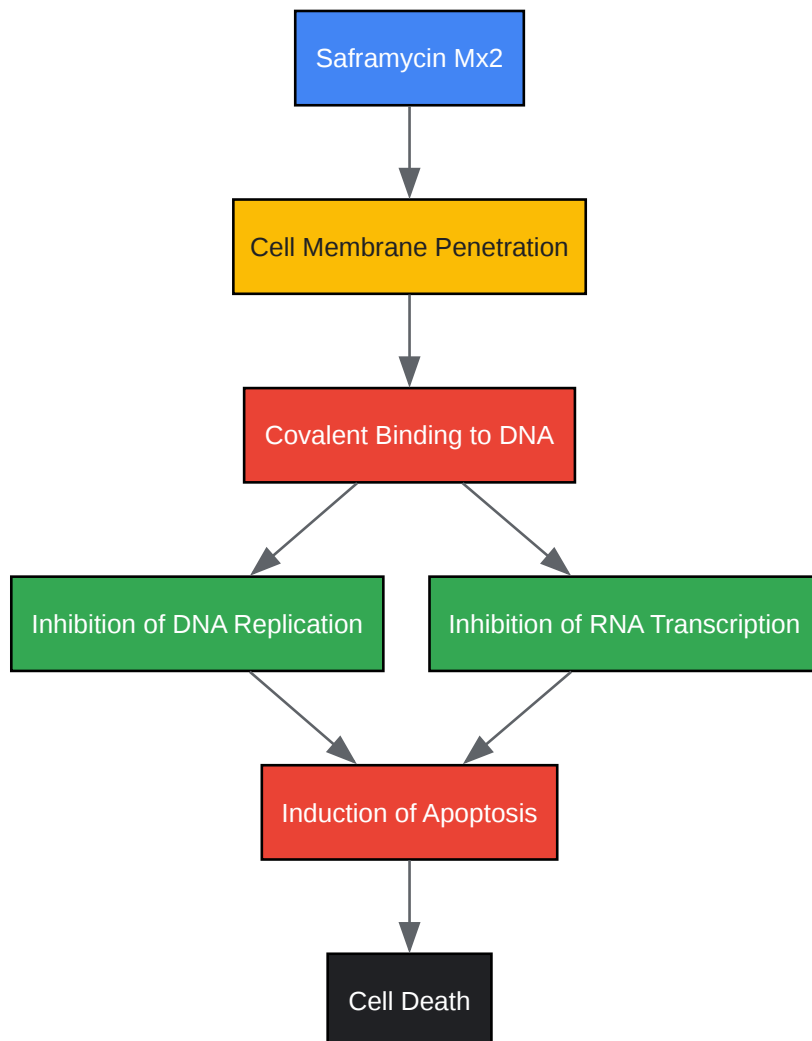 Saframycin Mx2
Cell Membrane Penetration
Covalent Binding to DNA
Inhibition of DNA Replication
Inhibition of RNA Transcription
Induction of Apoptosis
Cell Death